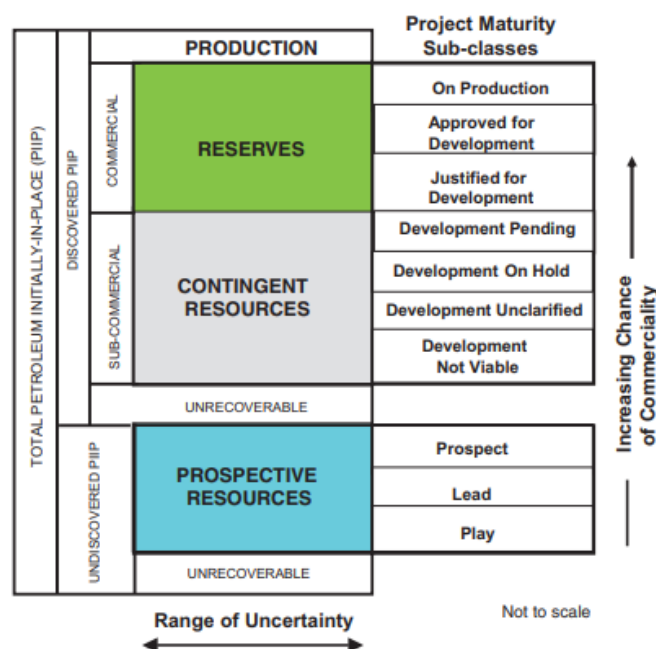 Project Maturity
Sub-classes
PRODUCTION
On Production
Approved for
Development
Justified for
Development
RESERVES
COMMERCIAL
Development Pending
Development On Hold
Development Unclarified
Development
Not Viable
CONTINGENT
RESOURCES
SUB-COMMERCIAL
UNRECOVERABLE
DISCOVERED PIIP
TOTAL PETROLEUM INITIALLY-IN-PLACE (PIIP)
Prospect
Lead
Play
PROSPECTIVE
RESOURCES
UNDISCOVERED PIIP
UNRECOVERABLE
Increasing Chance
of Commerciality
Range of Uncertainty
Not to scale